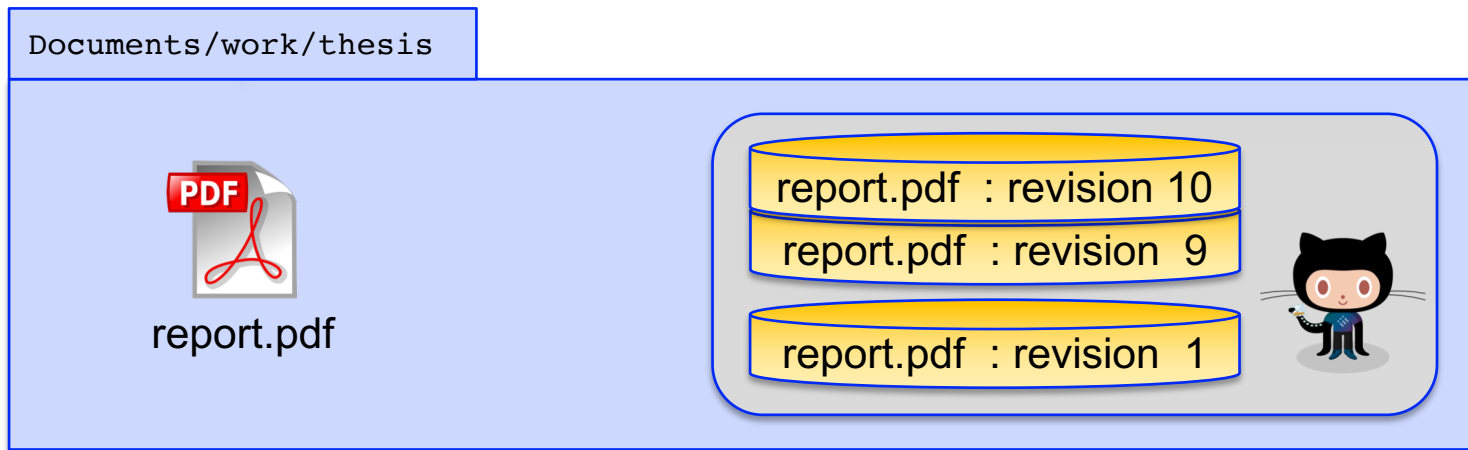 Documents/work/thesis
PDF
report.pdf
report.pdf : revision 10
report.pdf : revision 9
report.pdf : revision 1